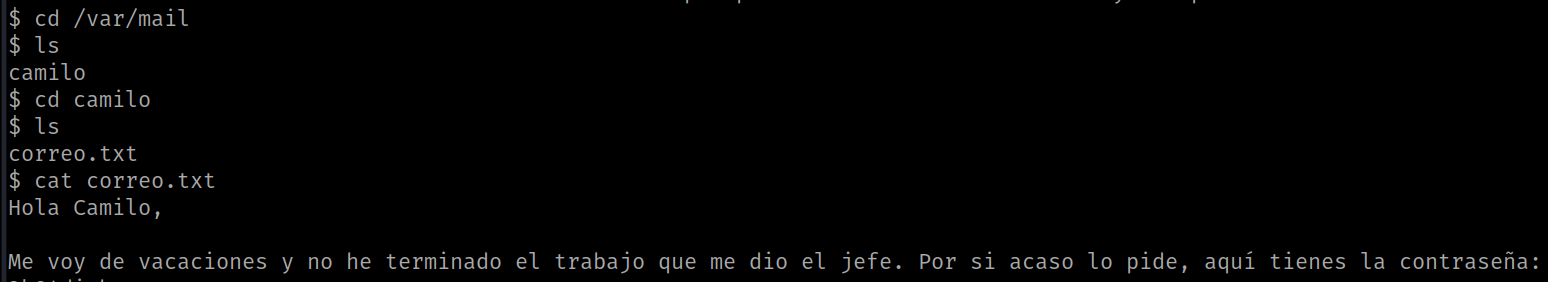 $ cd /var/mail
$ ls
camilo
$ cd camilo
$ ls
correo.txt
$ cat correo.txt
Hola Camilo,
Me voy de vacaciones y no he terminado el trabajo que me dio el jefe. Por si acaso lo pide, aquí tienes la contraseña: